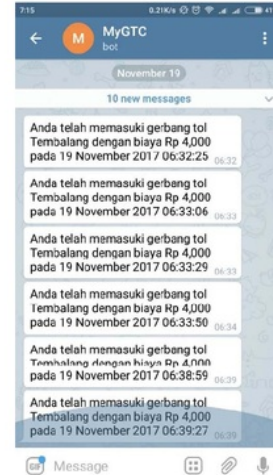 7:15
0.21K/s
M
MyGTC
bot
November 19
10 new messages
Anda telah memasuki gerbang tol
Tembalang dengan biaya Rp 4,000
pada 19 November 2017 06:32:25
06:32
Anda telah memasuki gerbang tol
Tembalang dengan biaya Rp 4,000
pada 19 November 2017 06:33:06
06:33
Anda telah memasuki gerbang tol
Tembalang dengan biaya Rp 4,000
pada 19 November 2017 06:33:29
06:33
Anda telah memasuki gerbang tol
Tembalang dengan biaya Rp 4,000
pada 19 November 2017 06:33:50
06:34
Anda telah memasuki gerbang tol
Tembalang dengan biaya Rp 4,000
pada 19 November 2017 06:38:59
06:39
Anda telah memasuki gerbang tol
Tembalang dengan biaya Rp 4,000
pada 19 November 2017 06:39:27
06:39
GIF
Message